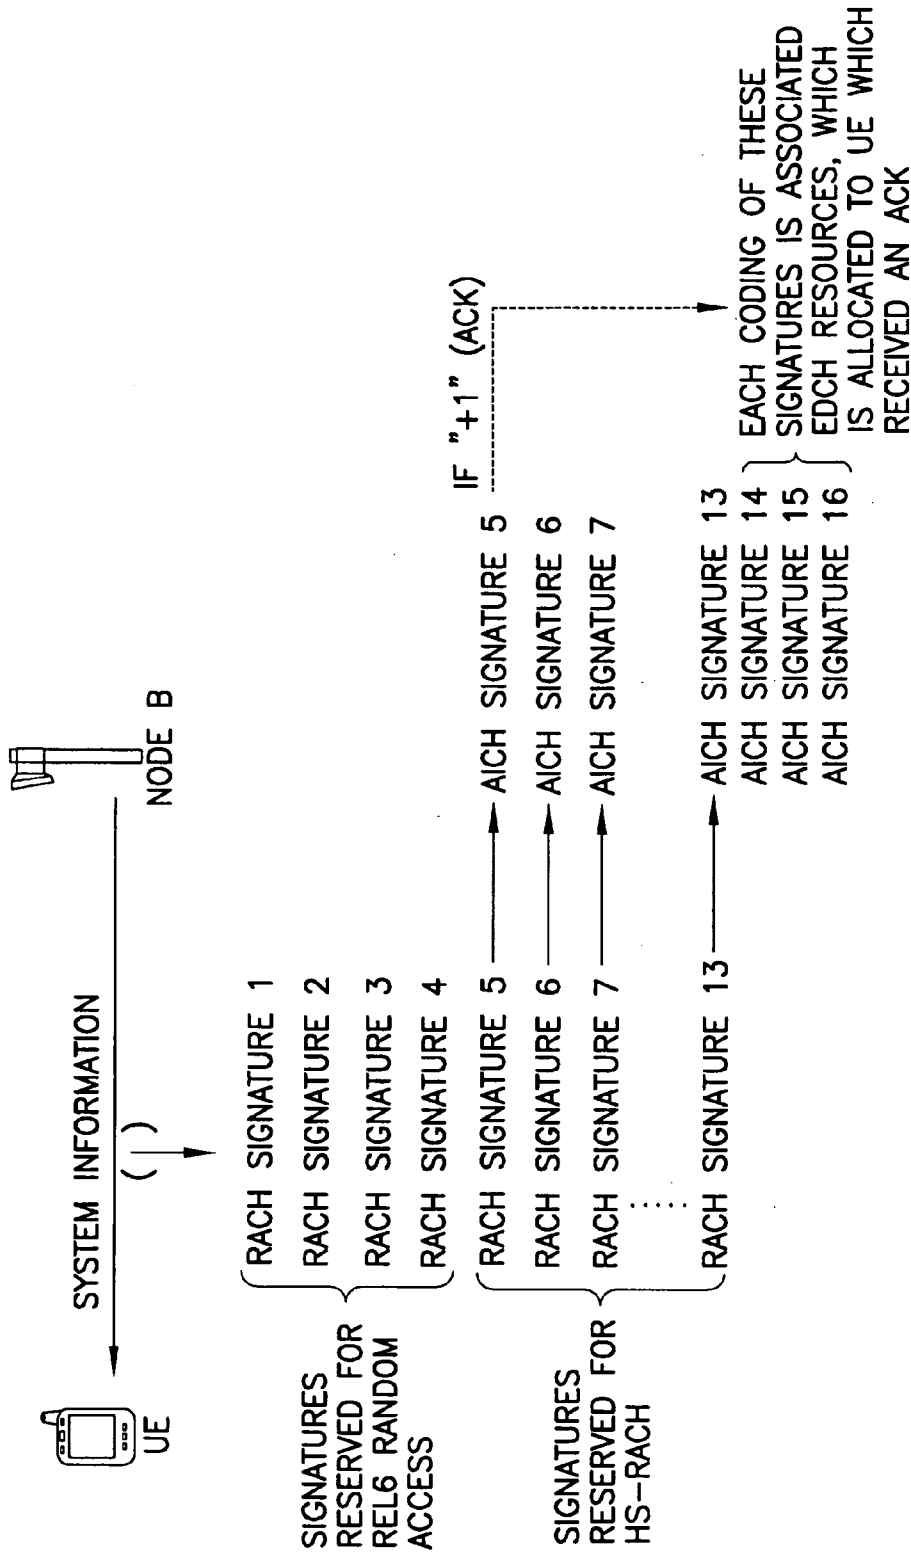 SYSTEM INFORMATION
UE
NODE B
( )
SIGNATURES
RESERVED FOR
REL6 RANDOM
ACCESS
RACH SIGNATURE 1
RACH SIGNATURE 2
RACH SIGNATURE 3
RACH SIGNATURE 4
SIGNATURES
RESERVED FOR
HS-RACH
RACH SIGNATURE 5
RACH SIGNATURE 6
RACH SIGNATURE 7
......
RACH SIGNATURE 13
AICH SIGNATURE 5
AICH SIGNATURE 6
AICH SIGNATURE 7
AICH SIGNATURE 13
AICH SIGNATURE 14
AICH SIGNATURE 15
AICH SIGNATURE 16
IF "+1" (ACK)
EACH CODING OF THESE
SIGNATURES IS ASSOCIATED
EDCH RESOURCES, WHICH
IS ALLOCATED TO UE WHICH
RECEIVED AN ACK